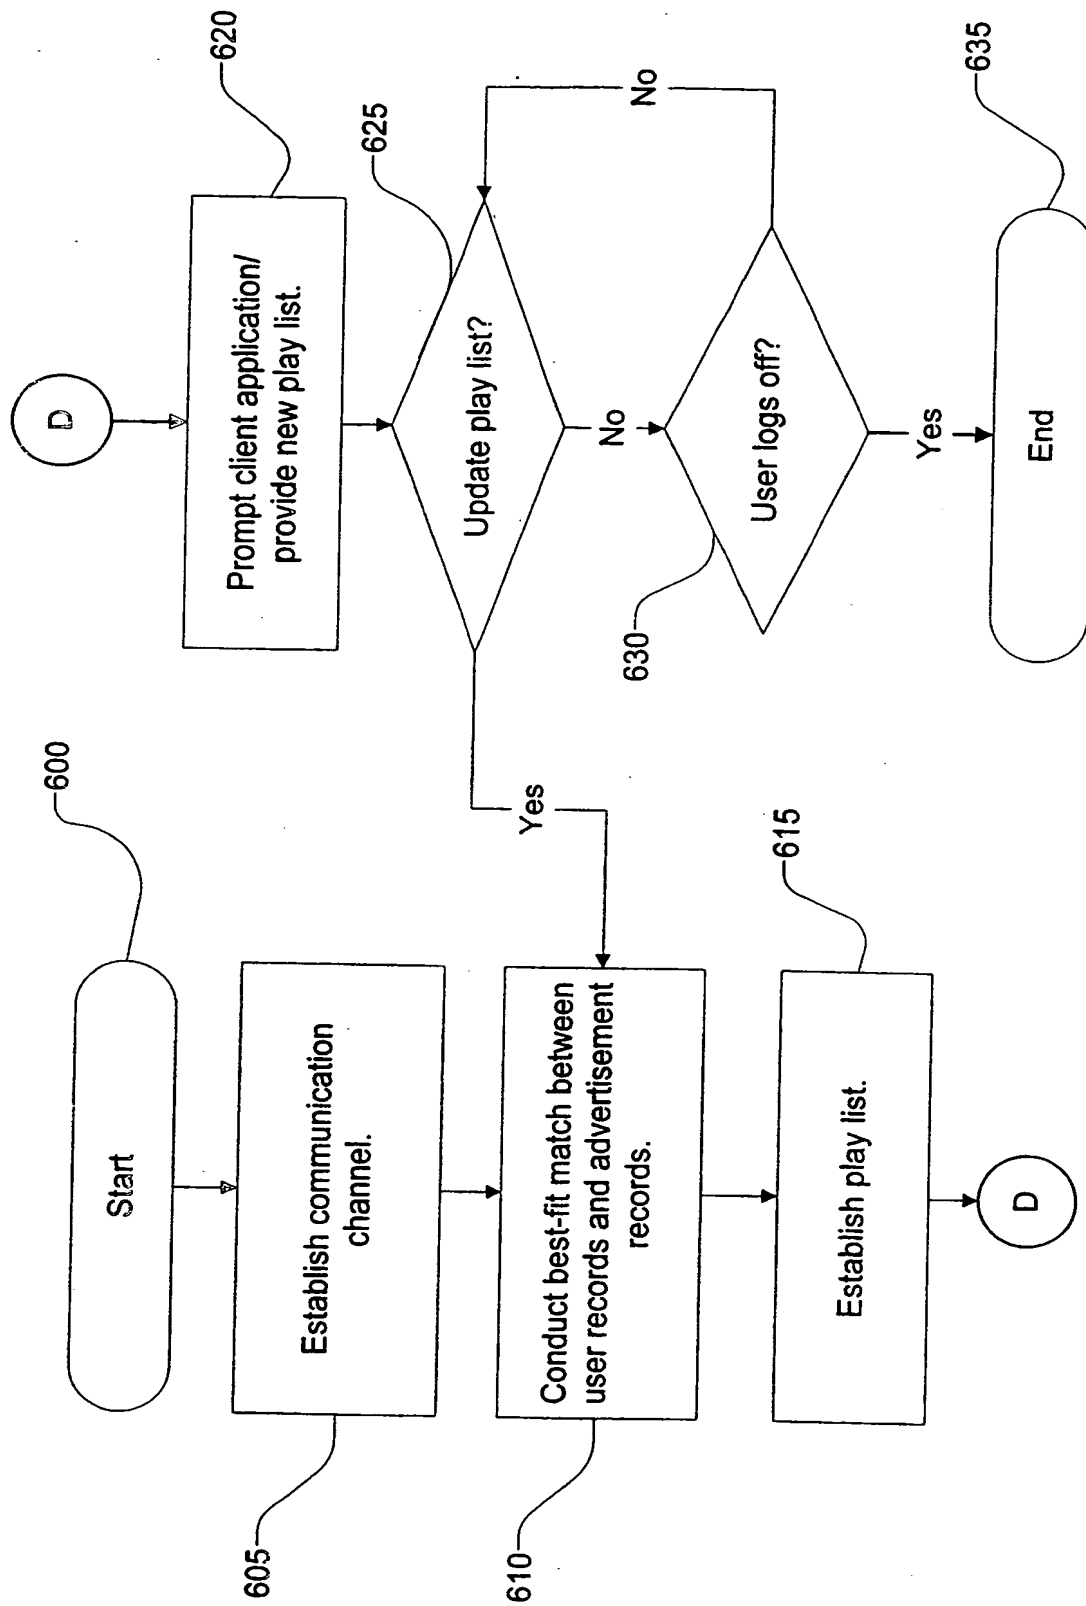 600
Start
605
Establish communication
channel.
610
Conduct best-fit match between
user records and advertisement
records.
615
Establish play list.
D
D
620
Prompt client application/
provide new play list.
625
Update play list?
Yes
No
630
User logs off?
No
Yes
635
End